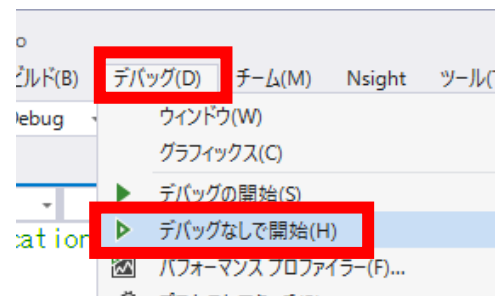 ビルド(B) デバッグ(D) チーム(M) Nsight ツール(T
Debug ウィンドウ(W)
グラフィックス(C)
デバッグの開始(S)
cation デバッグなしで開始(H)
パフォーマンス プロファイラー(F)...